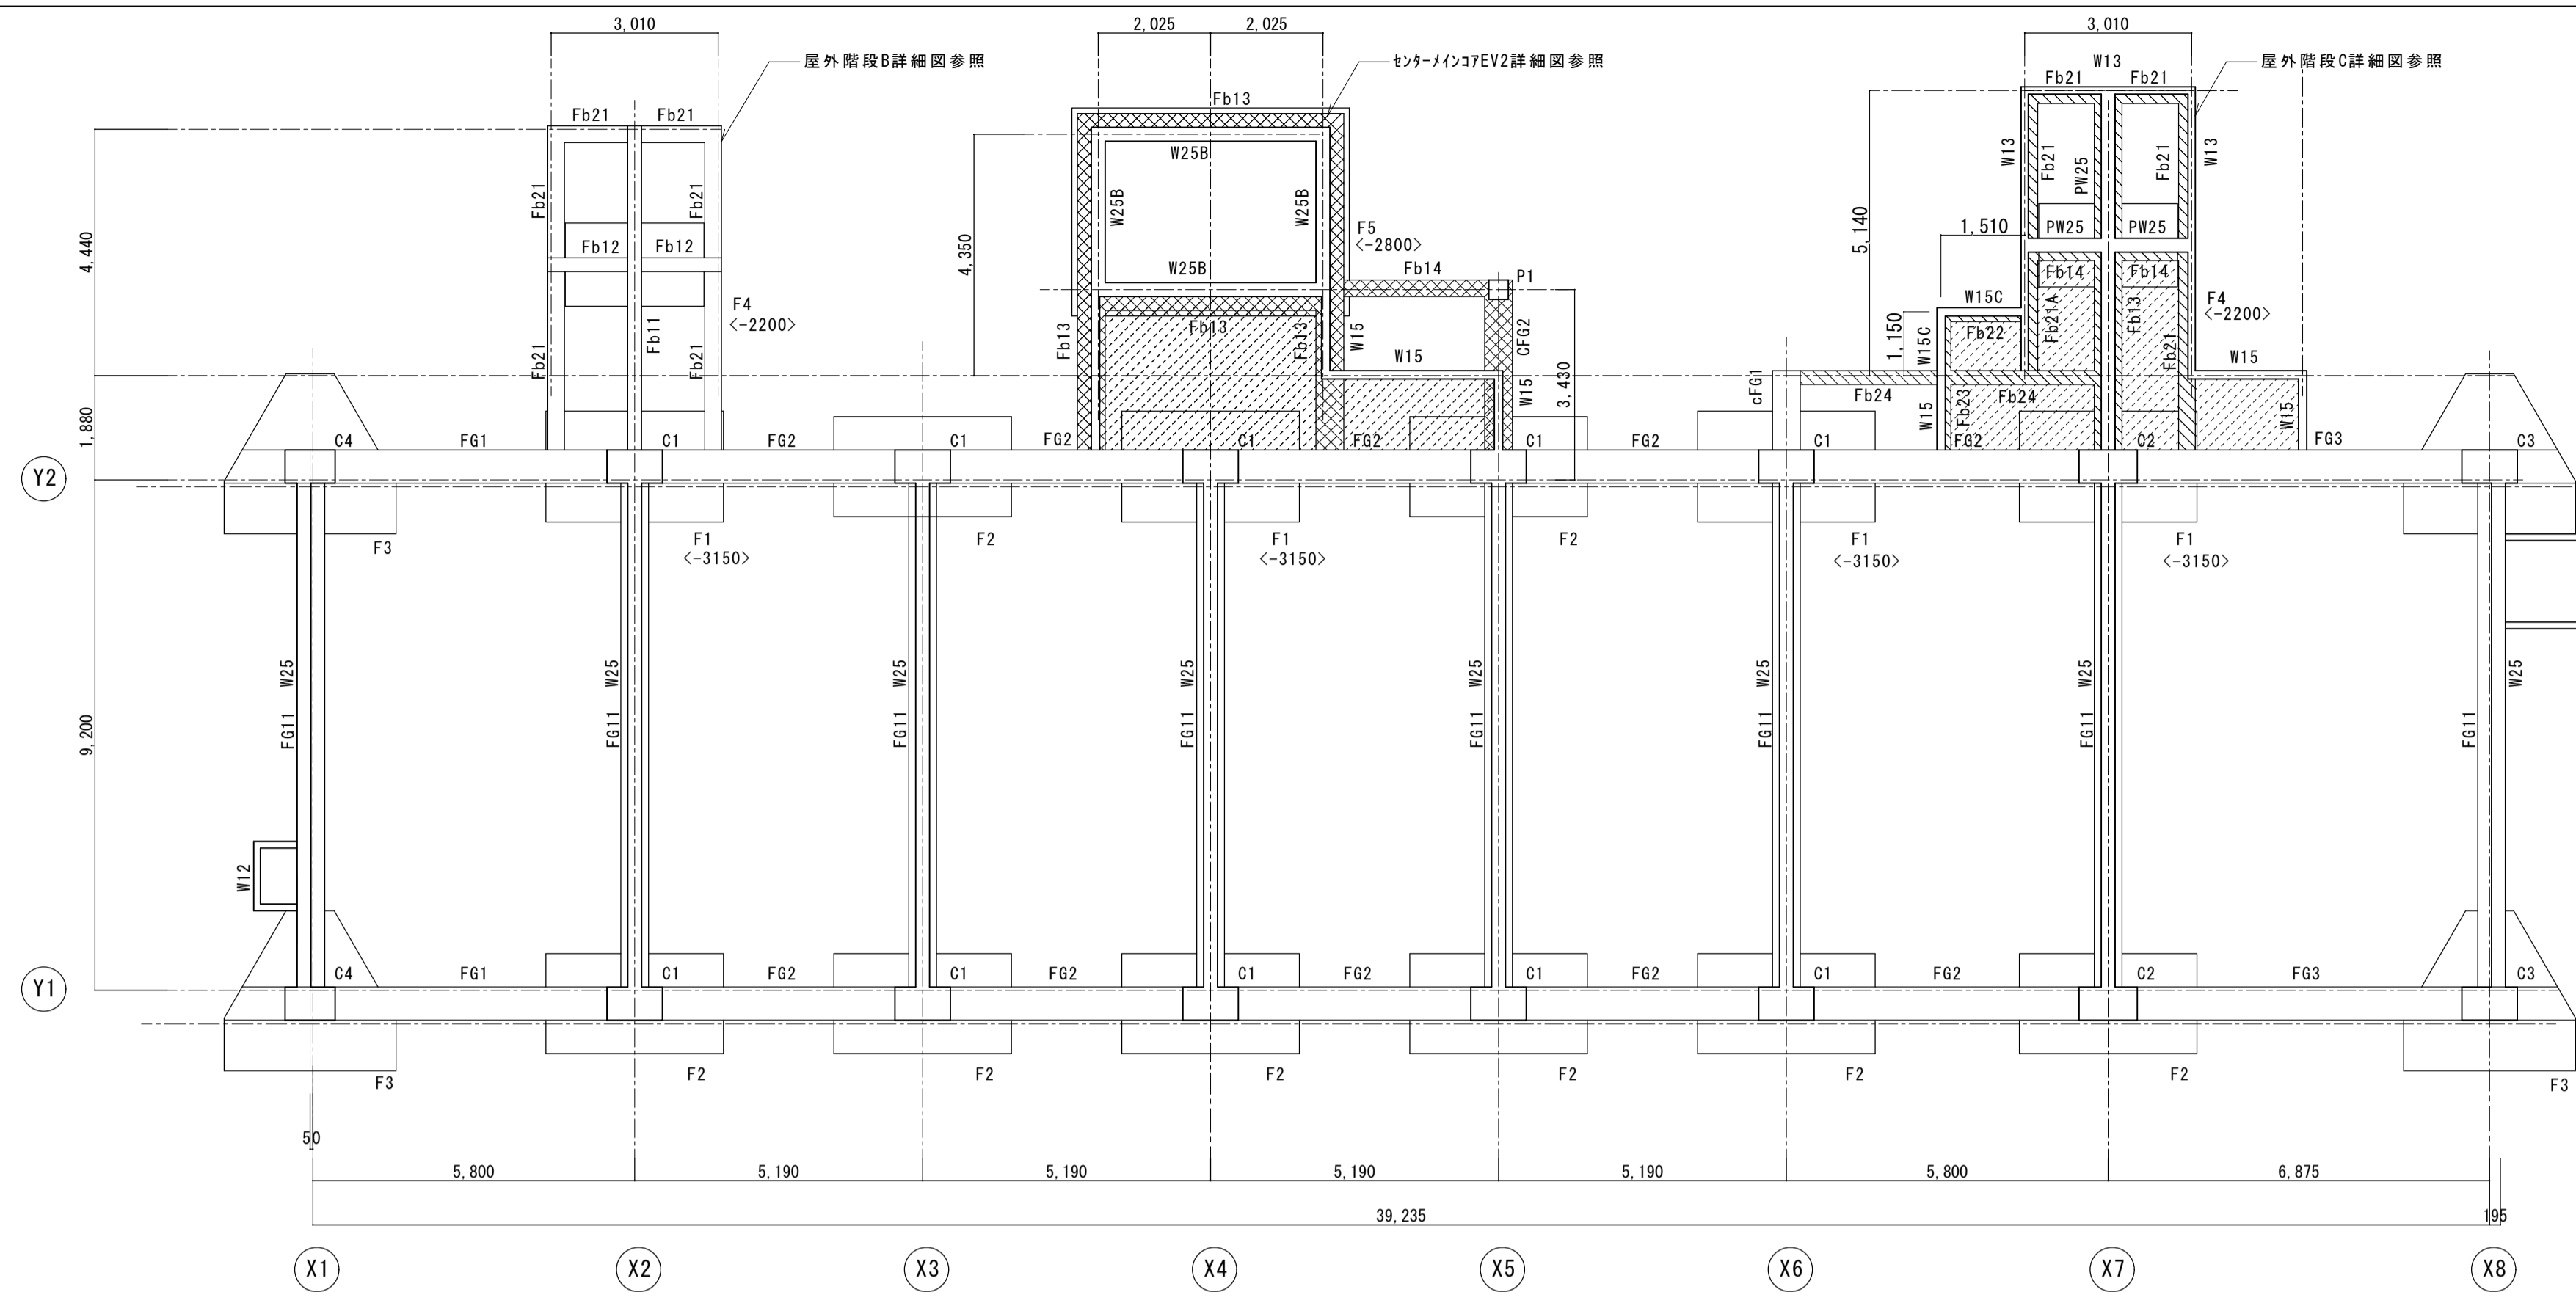 3,010
2,025
2,025
3,010
屋外階段B詳細図参照
ｾﾝﾀｰﾒｲﾝｺｱEV2詳細図参照
W13
屋外階段C詳細図参照
Fb21
Fb21
Fb13
Fb21
Fb21
W25B
W13
Fb21
PW25
Fb21
W13
Fb21
Fb21
W25B
W25B
4,440
Fb12
Fb12
4,350
F5
<-2800>
5,140
1,510
PW25
PW25
W25B
Fb14
P1
Fb14
Fb14
F4
<-2200>
Fb11
Fb21
Fb21
Fb13
Fb13
Fb13
W15
W15
CFG2
W15C
1,150
W15C
Fb22
Fb21A
Fb13
Fb21
F4
<-2200>
W15
1,880
W15
3,430
cFG1
Fb24
W15
Fb23
Fb24
W15
C4
FG1
C1
FG2
C1
FG2
C1
FG2
C1
FG2
C1
FG2
C2
FG3
C3
Y2
F3
F1
<-3150>
F2
F1
<-3150>
F2
F1
<-3150>
F1
<-3150>
9,200
W25
W25
W25
W25
W25
W25
W25
W25
FG11
FG11
FG11
FG11
FG11
FG11
FG11
FG11
W12
Y1
C4
FG1
C1
FG2
C1
FG2
C1
FG2
C1
FG2
C1
FG2
C2
FG3
C3
F3
F2
F2
F2
F2
F2
F2
F3
50
5,800
5,190
5,190
5,190
5,190
5,800
6,875
39,235
195
X1
X2
X3
X4
X5
X6
X7
X8